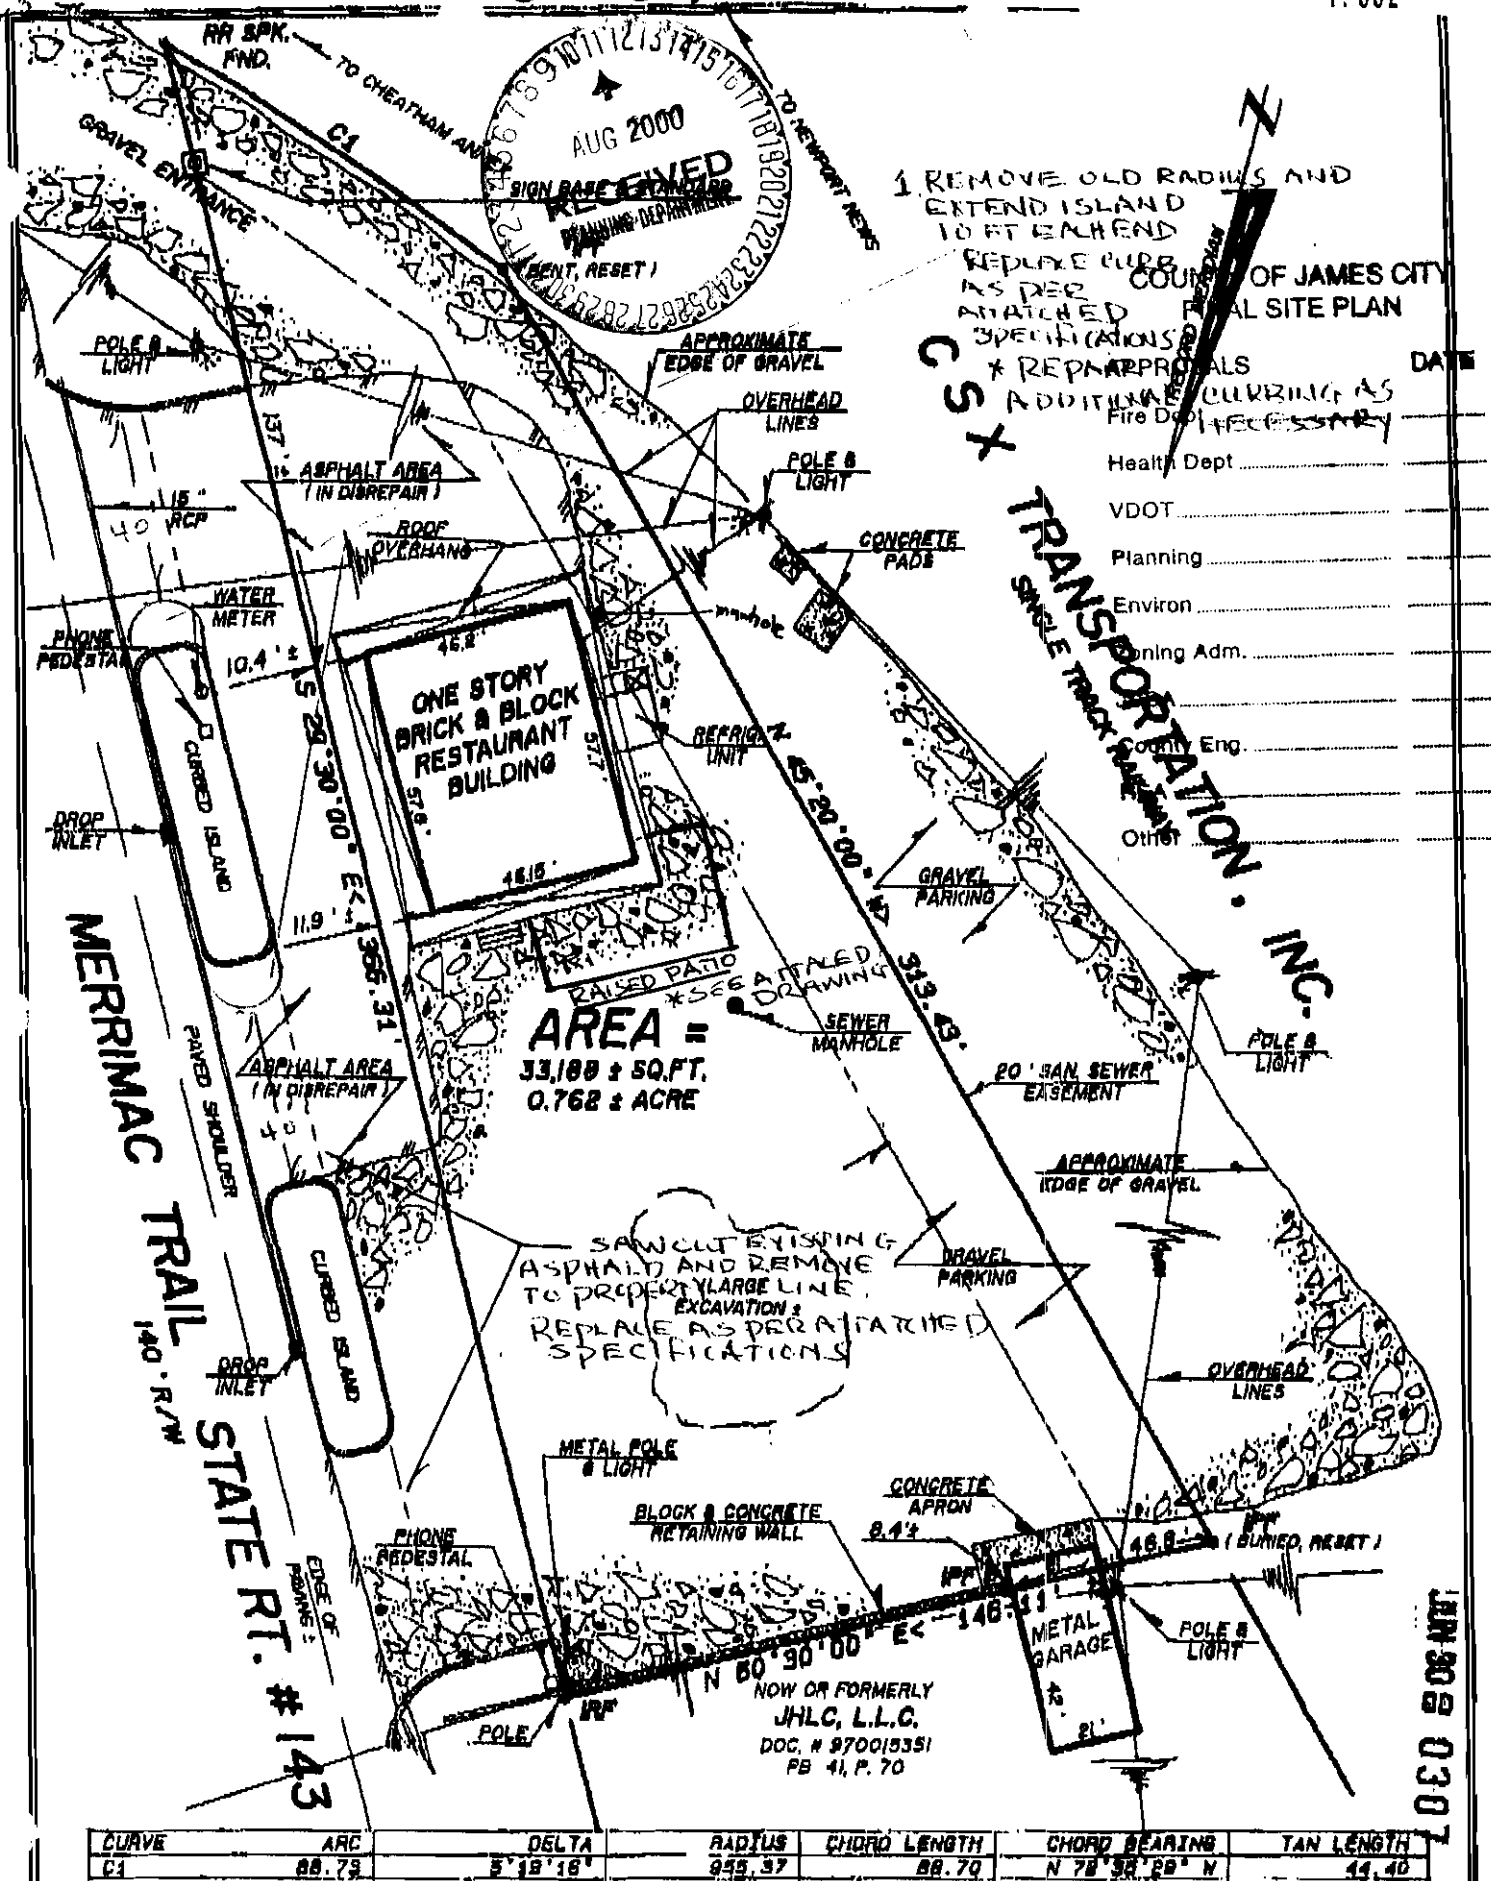 P. 002
RR SPK.
FND.
TO CHEATHAM
TO NEWPORT NEWS
C1
GRAVEL ENTRANCE
AUG 2000
RECEIVED
PLANNING DEPARTMENT
SIGN BASE & STANDARD
(BENT, RESET)
1 REMOVE OLD RADIUS AND
EXTEND ISLAND
10 FT EACH END
REPLACE CURB
AS PER
ATTATCHED
SPECIFICATIONS
* REPAIR
ADDITIONAL CURBING AS
NECESSARY
COUNTY OF JAMES CITY
FINAL SITE PLAN
APPROVALS
DATE
Fire Dept
Health Dept
VDOT
Planning
Environ
Zoning Adm.
County Eng.
Other
POLE &
LIGHT
APPROXIMATE
EDGE OF GRAVEL
OVERHEAD
LINES
POLE &
LIGHT
CSX TRANSPORTATION, INC.
SINGLE TRACK RAILWAY
137'
ASPHALT AREA
(IN DISREPAIR)
15"
RCP
40
ROOF
OVERHANG
CONCRETE
PADS
WATER
METER
PHONE
PEDESTAL
10.4'±
46.2'
ONE STORY
BRICK & BLOCK
RESTAURANT
BUILDING
57.7'
57.6'
46.15'
REFRIG.
UNIT
CURBED ISLAND
DROP
INLET
S 29°30'00" E
366.31'
11.9'±
45°20'00" W
313.43'
GRAVEL
PARKING
RAISED PATIO
*SEE ATTALED
DRAWING
AREA =
33,188 ± SQ.FT.
0.762 ± ACRE
SEWER
MANHOLE
POLE &
LIGHT
20' SAN. SEWER
EASEMENT
MERRIMAC TRAIL
140' R/W
STATE RT. #143
PAVED SHOULDER
ASPHALT AREA
(IN DISREPAIR)
40
APPROXIMATE
EDGE OF GRAVEL
SAWCUT EXISTING
ASPHALT AND REMOVE
TO PROPERTY LINE
LARGE
EXCAVATION ±
REPLACE AS PER ATTATCHED
SPECIFICATIONS
GRAVEL
PARKING
CURBED ISLAND
DROP
INLET
OVERHEAD
LINES
METAL POLE
& LIGHT
CONCRETE
APRON
BLOCK & CONCRETE
RETAINING WALL
8.4'±
PHONE
PEDESTAL
EDGE OF
PAVING ±
IPF
46.8
IPF
(BURIED, RESET)
N 60°30'00" E
146.11
METAL
GARAGE
42'
21'
POLE &
LIGHT
POLE
IRF
NOW OR FORMERLY
JHLC, L.L.C.
DOC. # 970015351
PB 41, P. 70
JUN 30 0307
CURVE ARC DELTA RADIUS CHORD LENGTH CHORD BEARING TAN LENGTH
C1 88.73 5°19'16" 955.37 88.70 44.40